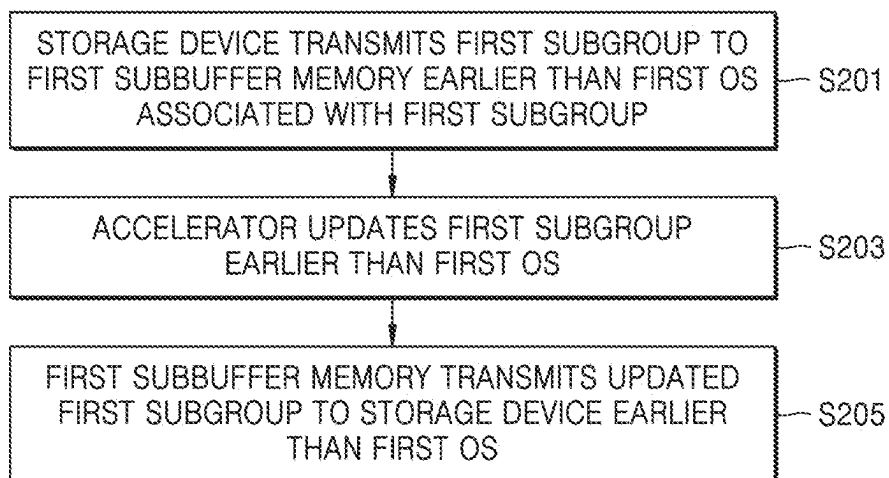 STORAGE DEVICE TRANSMITS FIRST SUBGROUP TO
FIRST SUBBUFFER MEMORY EARLIER THAN FIRST OS
ASSOCIATED WITH FIRST SUBGROUP
S201
ACCELERATOR UPDATES FIRST SUBGROUP
EARLIER THAN FIRST OS
S203
FIRST SUBBUFFER MEMORY TRANSMITS UPDATED
FIRST SUBGROUP TO STORAGE DEVICE EARLIER
THAN FIRST OS
S205